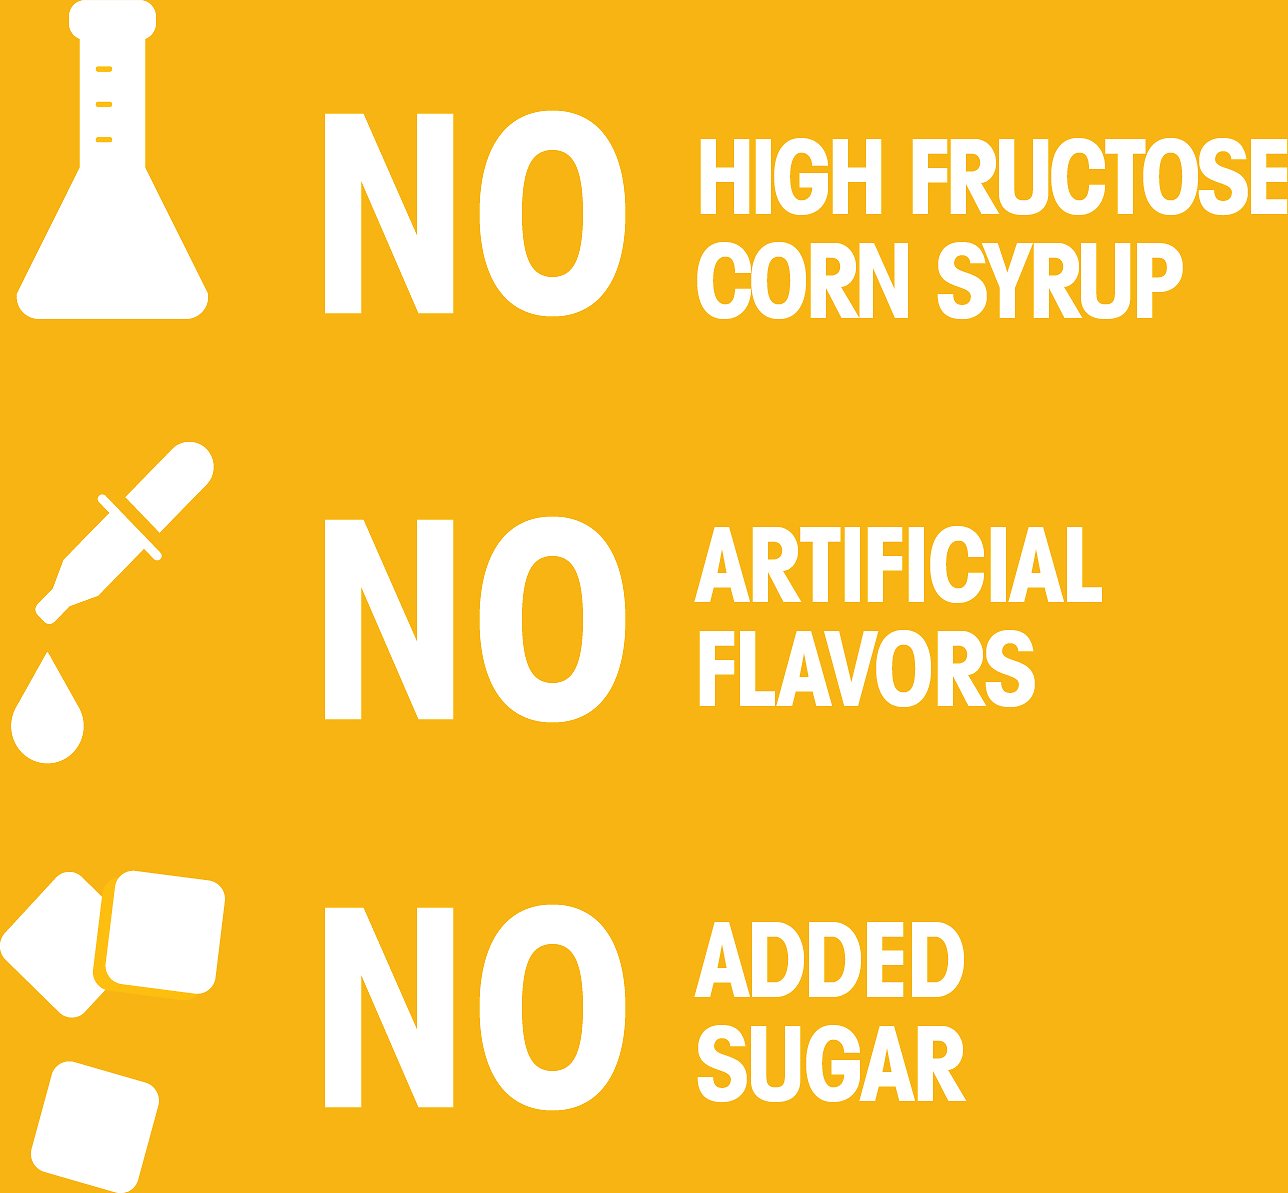 NO HIGH FRUCTOSE
CORN SYRUP
NO ARTIFICIAL
FLAVORS
NO ADDED
SUGAR